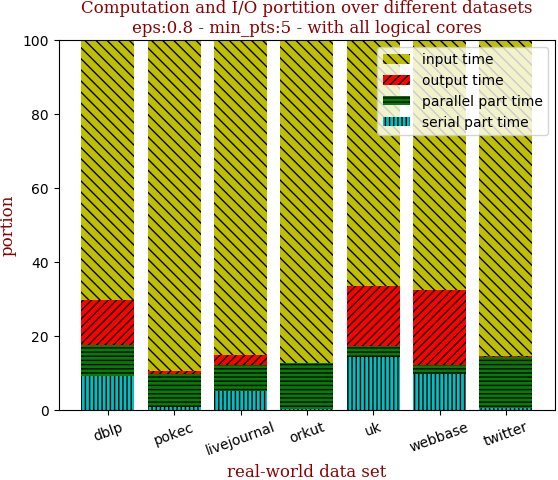 Computation and I/O portition over different datasets
eps:0.8 - min_pts:5 - with all logical cores
100
80
60
40
20
0
portion
input time
output time
parallel part time
serial part time
dblp
pokec
livejournal
orkut
uk
webbase
twitter
real-world data set